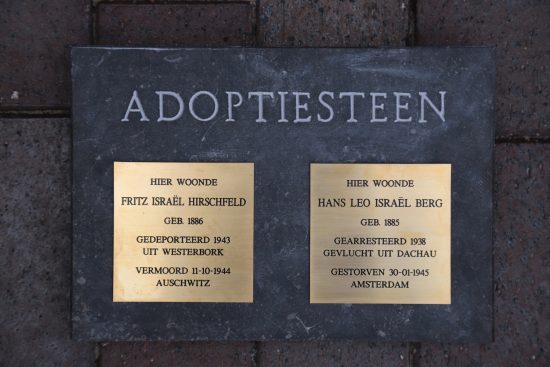 ADOPTIESTEEN
HIER WOONDE
FRITZ ISRAËL HIRSCHFELD
GEB. 1886
GEDEPORTEERD 1943
UIT WESTERBORK
VERMOORD 11-10-1944
AUSCHWITZ
HIER WOONDE
HANS LEO ISRAËL BERG
GEB. 1885
GEARRESTEERD 1938
GEVLUCHT UIT DACHAU
GESTORVEN 30-01-1945
AMSTERDAM